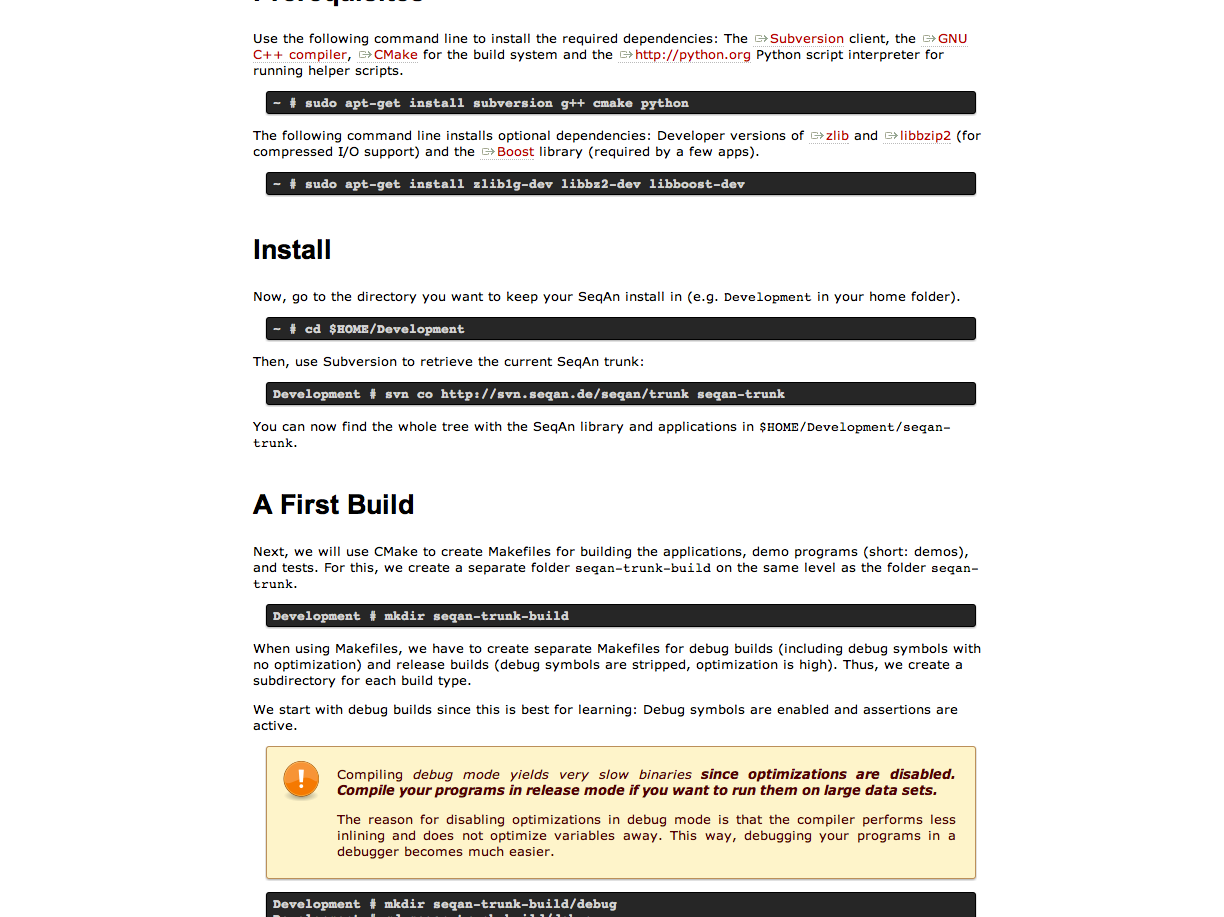 Prerequisites
Use the following command line to install the required dependencies: The Subversion client, the GNU
C++ compiler, CMake for the build system and the http://python.org Python script interpreter for
running helper scripts.
~ # sudo apt-get install subversion g++ cmake python
The following command line installs optional dependencies: Developer versions of zlib and libbzip2 (for
compressed I/O support) and the Boost library (required by a few apps).
~ # sudo apt-get install zlib1g-dev libbz2-dev libboost-dev
Install
Now, go to the directory you want to keep your SeqAn install in (e.g. Development in your home folder).
~ # cd $HOME/Development
Then, use Subversion to retrieve the current SeqAn trunk:
Development # svn co http://svn.seqan.de/seqan/trunk seqan-trunk
You can now find the whole tree with the SeqAn library and applications in $HOME/Development/seqan-
trunk.
A First Build
Next, we will use CMake to create Makefiles for building the applications, demo programs (short: demos),
and tests. For this, we create a separate folder seqan-trunk-build on the same level as the folder seqan-
trunk.
Development # mkdir seqan-trunk-build
When using Makefiles, we have to create separate Makefiles for debug builds (including debug symbols with
no optimization) and release builds (debug symbols are stripped, optimization is high). Thus, we create a
subdirectory for each build type.
We start with debug builds since this is best for learning: Debug symbols are enabled and assertions are
active.
Compiling debug mode yields very slow binaries since optimizations are disabled.
Compile your programs in release mode if you want to run them on large data sets.
The reason for disabling optimizations in debug mode is that the compiler performs less
inlining and does not optimize variables away. This way, debugging your programs in a
debugger becomes much easier.
Development # mkdir seqan-trunk-build/debug